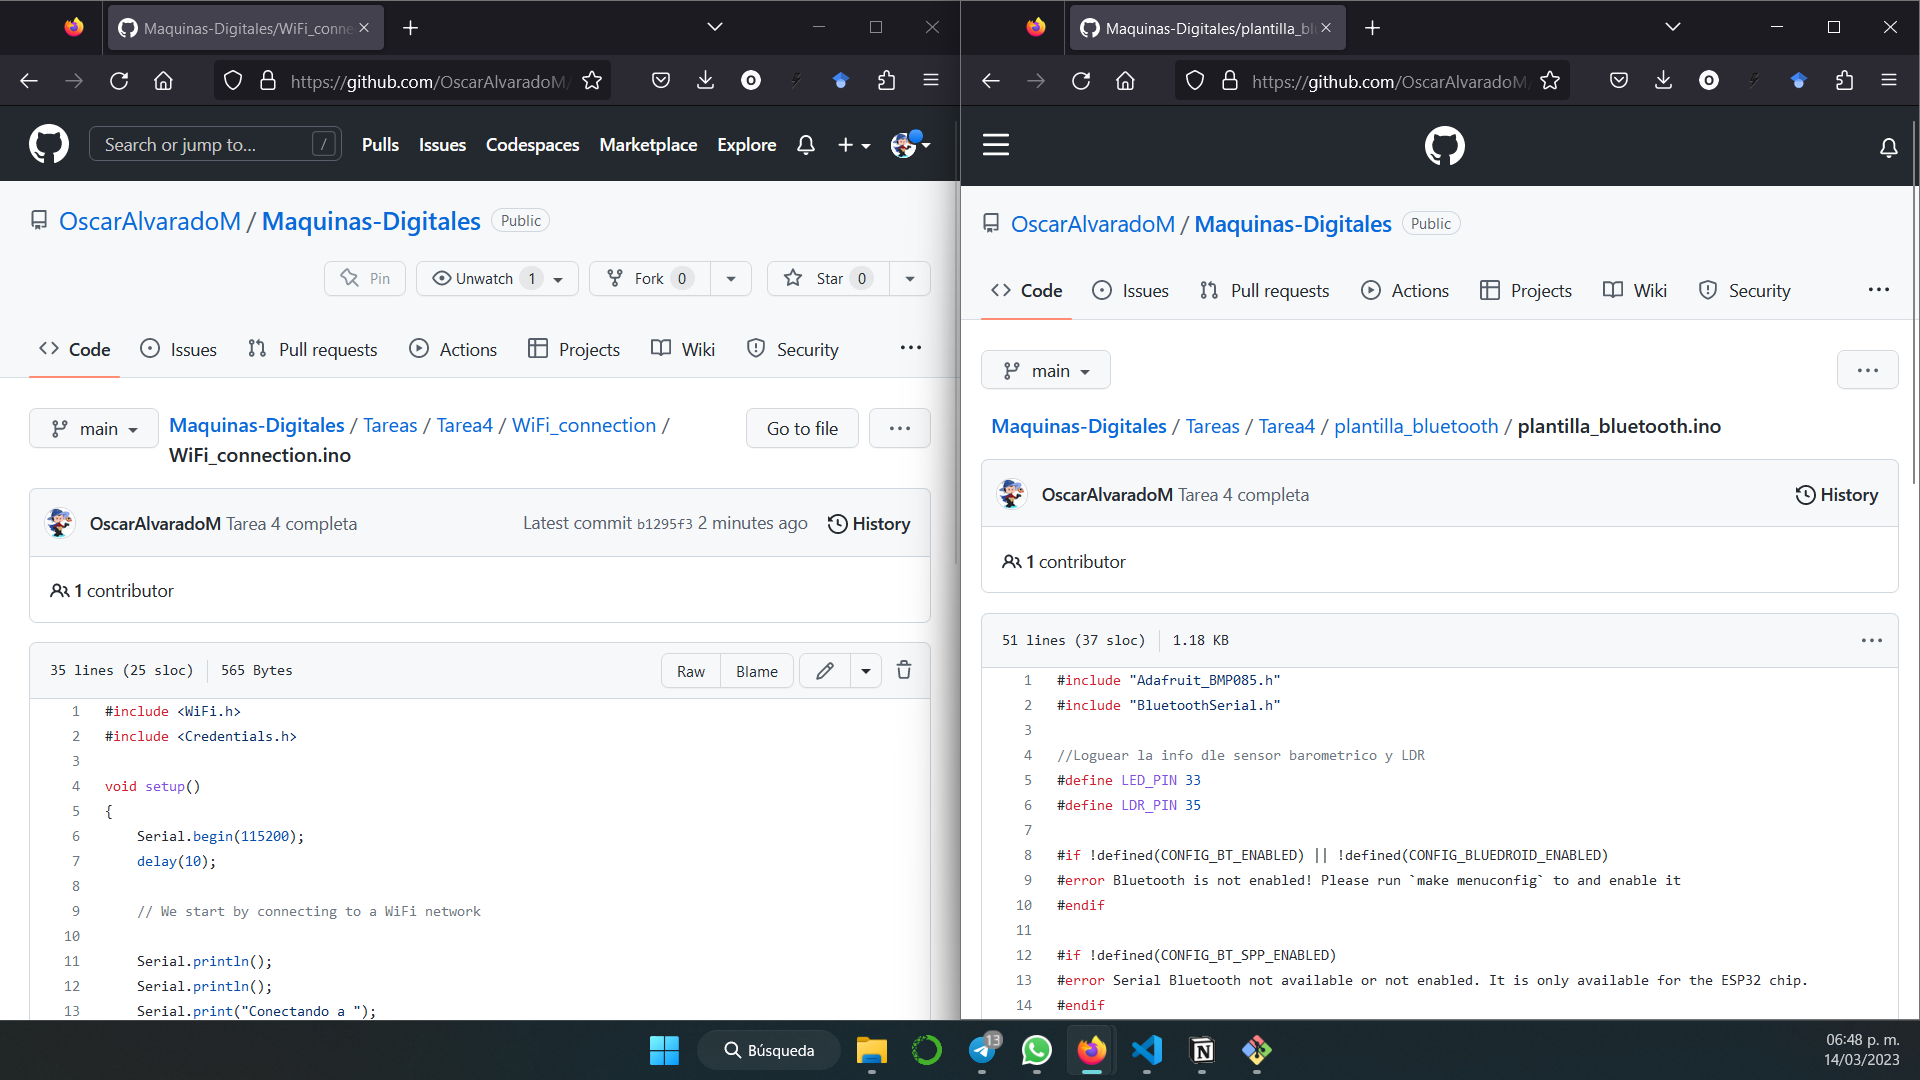 Maquinas-Digitales/WiFi_conne
https://github.com/OscarAlvaradoM/
Search or jump to...
/
Pulls
Issues
Codespaces
Marketplace
Explore
OscarAlvaradoM / Maquinas-Digitales
Public
Pin
Unwatch 1
Fork 0
Star 0
Code
Issues
Pull requests
Actions
Projects
Wiki
Security
main
Maquinas-Digitales / Tareas / Tarea4 / WiFi_connection /
WiFi_connection.ino
Go to file
OscarAlvaradoM Tarea 4 completa
Latest commit b1295f3 2 minutes ago
History
1 contributor
35 lines (25 sloc)
565 Bytes
Raw
Blame
1 #include <WiFi.h>
2 #include <Credentials.h>
3
4 void setup()
5 {
6 Serial.begin(115200);
7 delay(10);
8
9 // We start by connecting to a WiFi network
10
11 Serial.println();
12 Serial.println();
13 Serial.print("Conectando a ");
Maquinas-Digitales/plantilla_bl
https://github.com/OscarAlvaradoM/
OscarAlvaradoM / Maquinas-Digitales
Public
Code
Issues
Pull requests
Actions
Projects
Wiki
Security
main
Maquinas-Digitales / Tareas / Tarea4 / plantilla_bluetooth / plantilla_bluetooth.ino
OscarAlvaradoM Tarea 4 completa
History
1 contributor
51 lines (37 sloc)
1.18 KB
1 #include "Adafruit_BMP085.h"
2 #include "BluetoothSerial.h"
3
4 //Loguear la info dle sensor barometrico y LDR
5 #define LED_PIN 33
6 #define LDR_PIN 35
7
8 #if !defined(CONFIG_BT_ENABLED) || !defined(CONFIG_BLUEDROID_ENABLED)
9 #error Bluetooth is not enabled! Please run `make menuconfig` to and enable it
10 #endif
11
12 #if !defined(CONFIG_BT_SPP_ENABLED)
13 #error Serial Bluetooth not available or not enabled. It is only available for the ESP32 chip.
14 #endif
Búsqueda
13
06:48 p. m.
14/03/2023